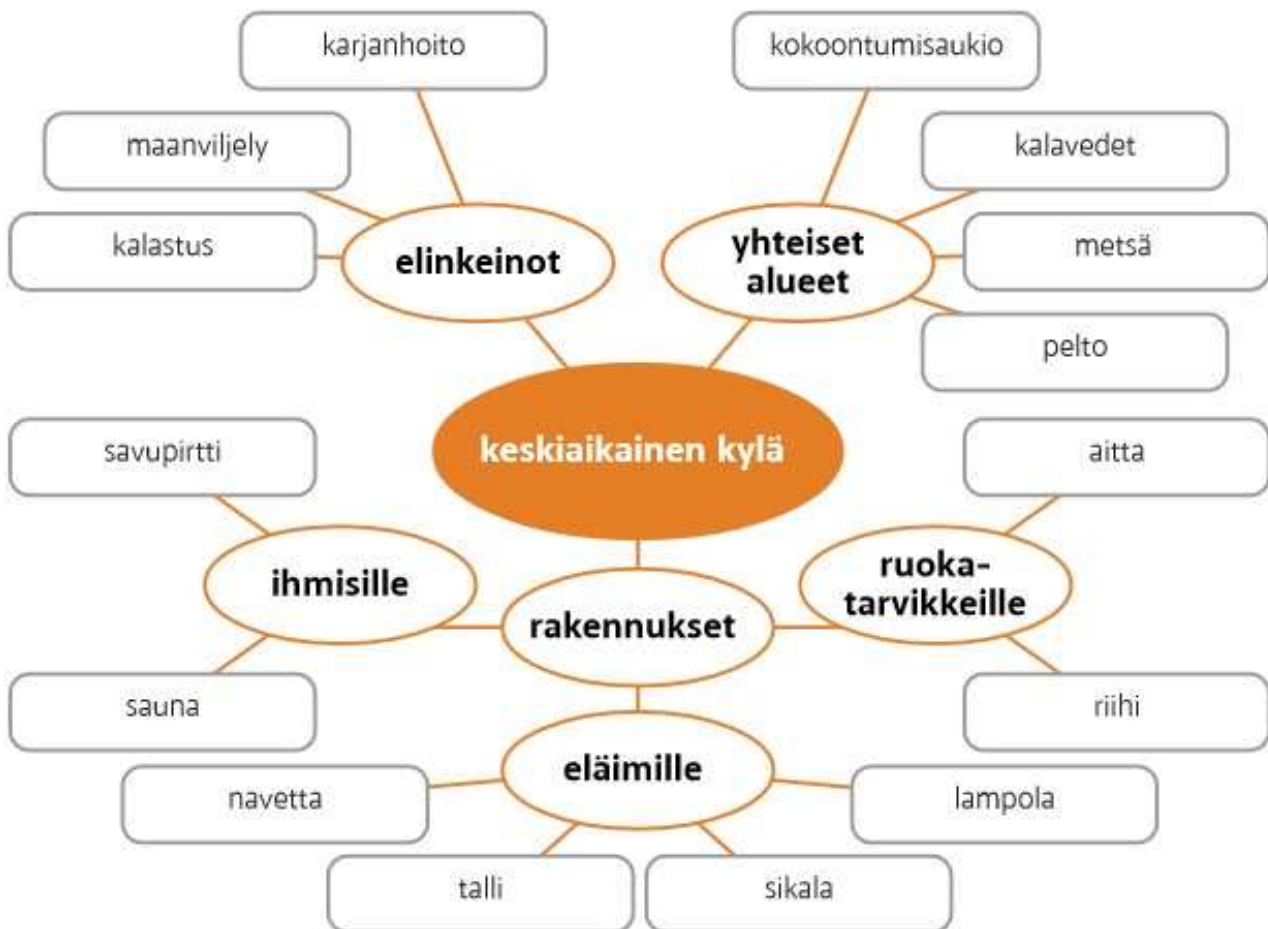 karjanhoito
kokoontumisaukio
maanviljely
kalavedet
kalastus
elinkeinot
yhteiset
alueet
metsä
pelto
keskiaikainen kylä
savupirtti
aitta
ihmisille
rakennukset
ruoka-
tarvikkeille
sauna
riihi
eläimille
navetta
lampola
talli
sikala